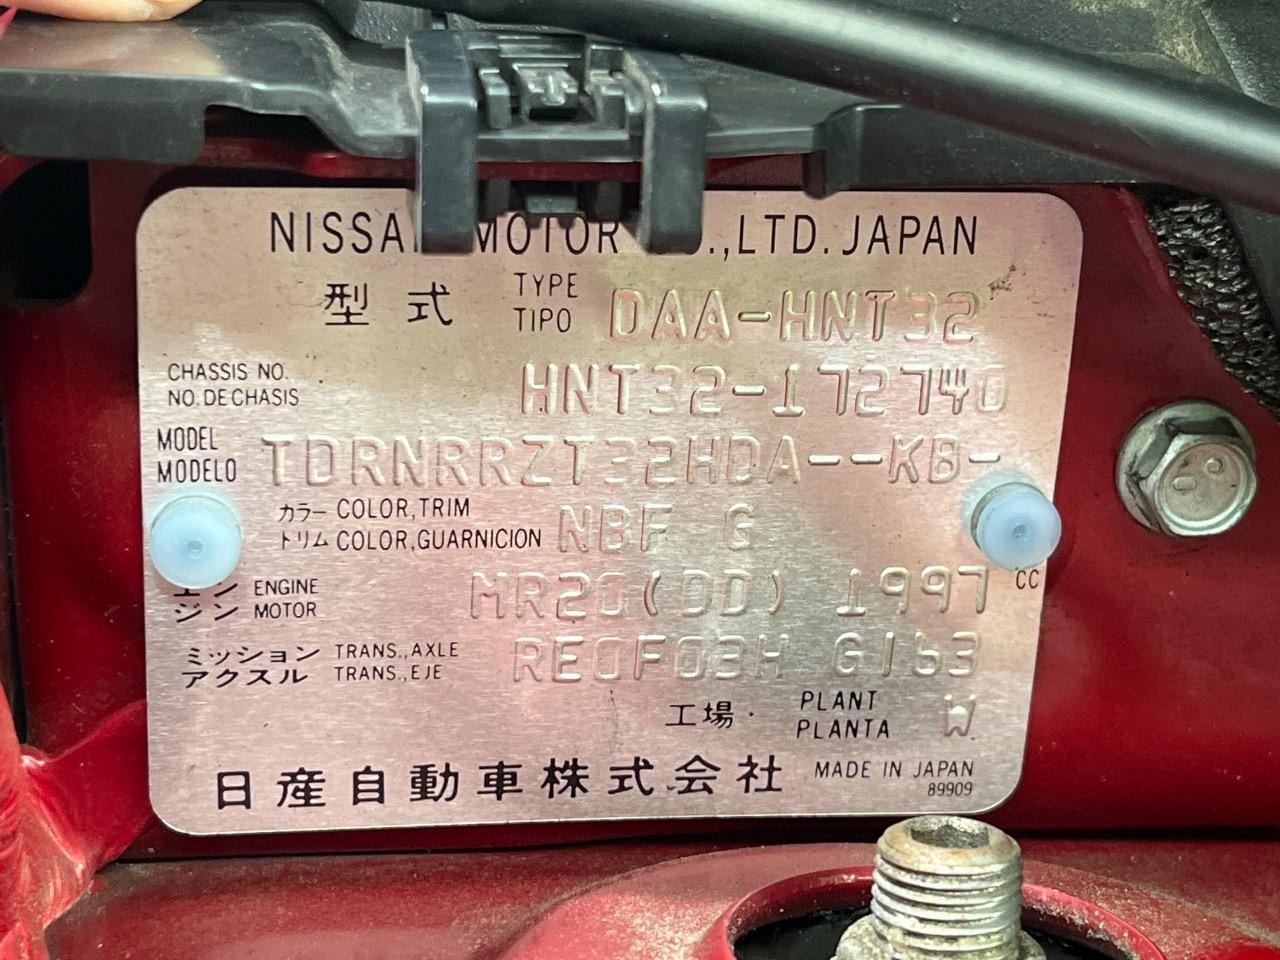 NISSAN MOTOR CO.,LTD. JAPAN
型式 TYPE TIPO DAA-HNT32
CHASSIS NO. NO. DE CHASIS HNT32-172740
MODEL MODELO TDRNRRZT32HDA--KB-
カラー COLOR,TRIM
トリム COLOR,GUARNICION NBF G
エン ENGINE
ジン MOTOR MR20(DD) 1997 CC
ミッション TRANS.,AXLE
アクスル TRANS.,EJE RE0F03H G163
工場 PLANT PLANTA W
日産自動車株式会社 MADE IN JAPAN
89909